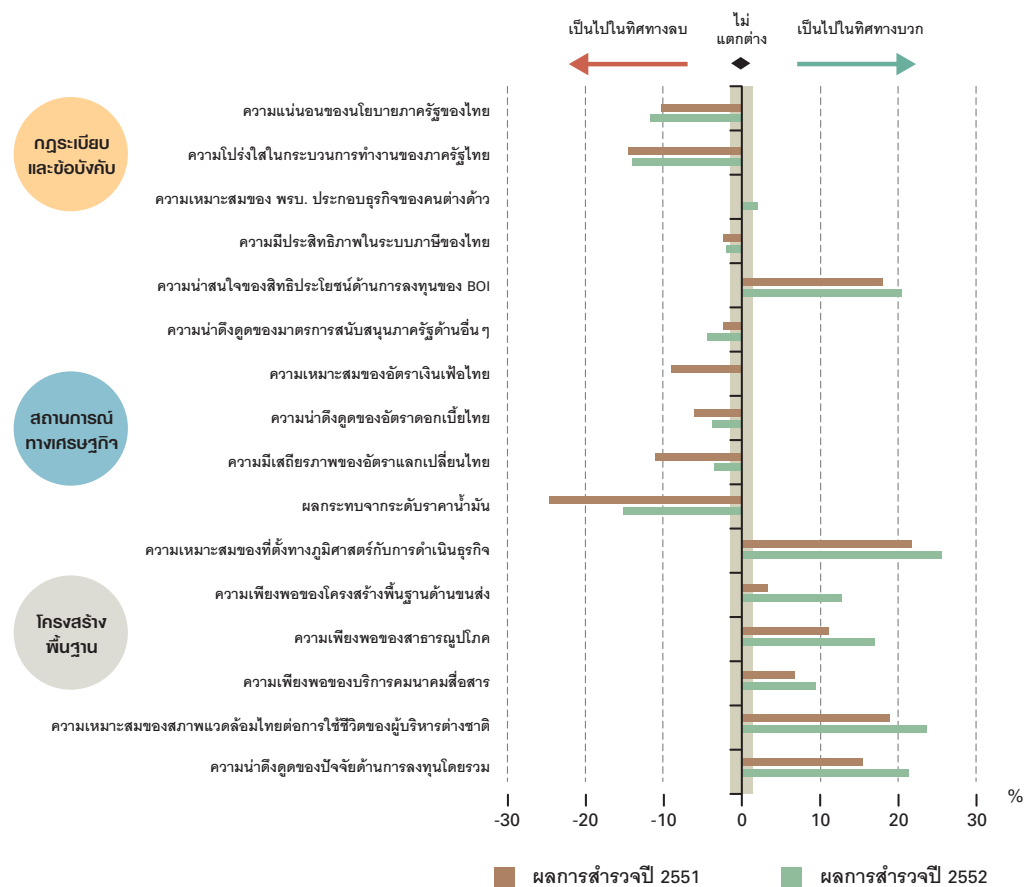 เป็นไปในทิศทางลบ
ไม่
แตกต่าง
เป็นไปในทิศทางบวก
กฎระเบียบ
และข้อบังคับ
ความแน่นอนของนโยบายภาครัฐของไทย
ความโปร่งใสในกระบวนการทำงานของภาครัฐไทย
ความเหมาะสมของ พรบ. ประกอบธุรกิจของคนต่างด้าว
ความมีประสิทธิภาพในระบบภาษีของไทย
ความน่าสนใจของสิทธิประโยชน์ด้านการลงทุนของ BOI
ความน่าดึงดูดของมาตรการสนับสนุนภาครัฐด้านอื่นๆ
สถานการณ์
ทางเศรษฐกิจ
ความเหมาะสมของอัตราเงินเฟ้อไทย
ความน่าดึงดูดของอัตราดอกเบี้ยไทย
ความมีเสถียรภาพของอัตราแลกเปลี่ยนไทย
ผลกระทบจากระดับราคาน้ำมัน
โครงสร้าง
พื้นฐาน
ความเหมาะสมของที่ตั้งทางภูมิศาสตร์กับการดำเนินธุรกิจ
ความเพียงพอของโครงสร้างพื้นฐานด้านขนส่ง
ความเพียงพอของสาธารณูปโภค
ความเพียงพอของบริการคมนาคมสื่อสาร
ความเหมาะสมของสภาพแวดล้อมไทยต่อการใช้ชีวิตของผู้บริหารต่างชาติ
ความน่าดึงดูดของปัจจัยด้านการลงทุนโดยรวม
-30 -20 -10 0 10 20 30 %
ผลการสำรวจปี 2551 ผลการสำรวจปี 2552